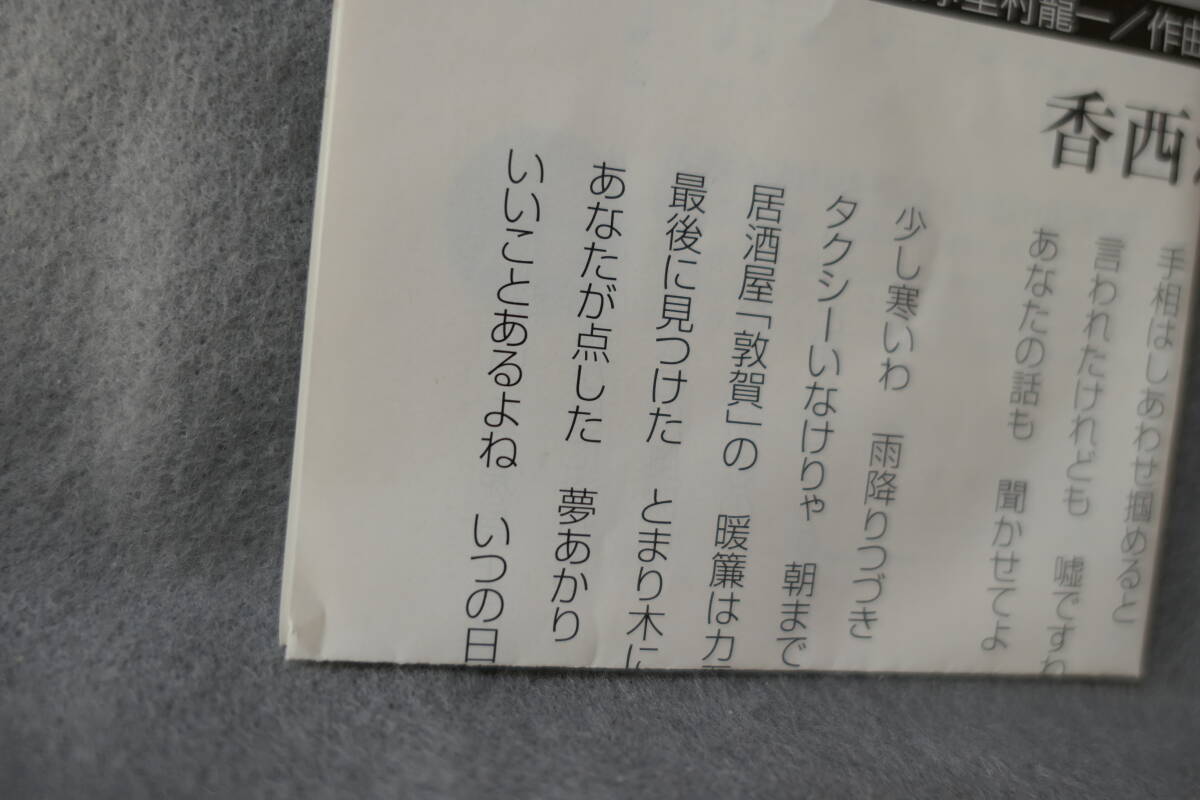 里村龍一／作曲
香西
手相はしあわせ掴めると
言われたけれども　嘘ですわ
あなたの話も　聞かせてよ
少し寒いわ　雨降りつづき
タクシーいなけりゃ　朝まで
居酒屋「敦賀」の　暖簾はカ
最後に見つけた　とまり木に
あなたが点した　夢あかり
いいことあるよね　いつの日